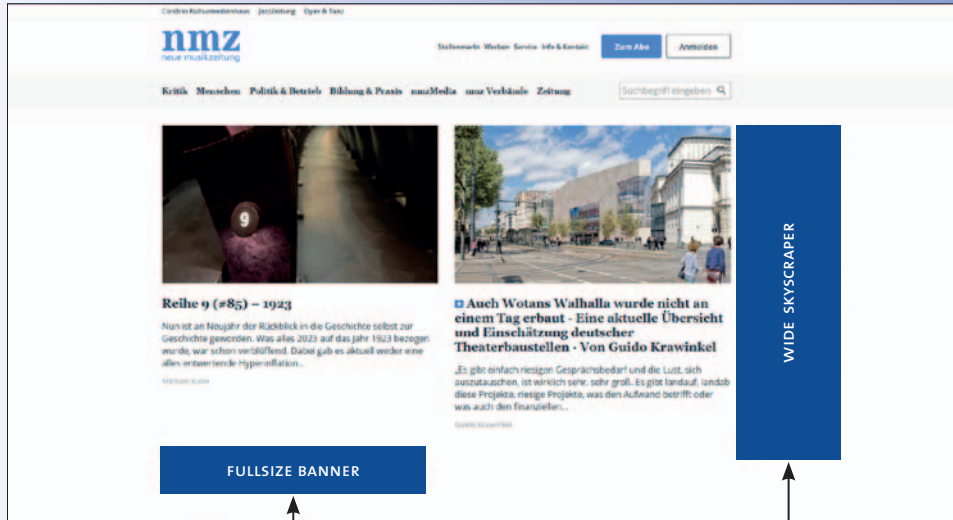 ConBrio Kulturmedienhaus JazzZeitung Oper & Tanz
nmz
neue musikzeitung
Stellenmarkt Werben Service Info & Kontakt Zum Abo Anmelden
Kritik Menschen Politik & Betrieb Bildung & Praxis nmzMedia nmz Verbände Zeitung Suchbegriff eingeben
9
WIDE SKYSCRAPER
Reihe 9 (#85) – 1923
Nun ist an Neujahr der Rückblick in die Geschichte selbst zur
Geschichte geworden. Was alles 2023 auf das Jahr 1923 bezogen
wurde, war schon verblüffend. Dabei gab es aktuell weder eine
alles entwertende Hyperinflation...
Auch Wotans Walhalla wurde nicht an
einem Tag erbaut - Eine aktuelle Übersicht
und Einschätzung deutscher
Theaterbaustellen - Von Guido Krawinkel
„Es gibt einfach riesigen Gesprächsbedarf und die Lust, sich
auszutauschen, ist wirklich sehr, sehr groß. Es gibt landauf, landab
diese Projekte, riesige Projekte, was den Aufwand betrifft oder
was auch den finanziellen...
Guido Krawinkel
FULLSIZE BANNER